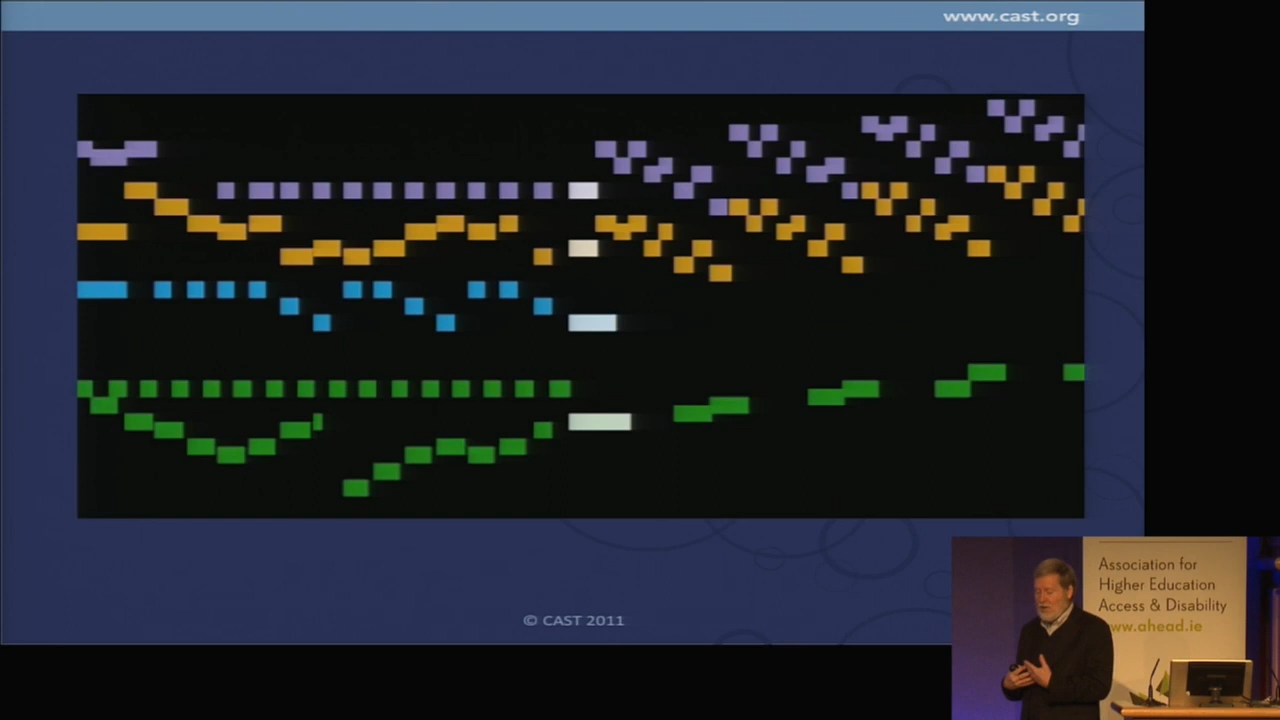 www.cast.org
© CAST 2011
Association for
Higher Education
Access & Disability
www.ahead.ie